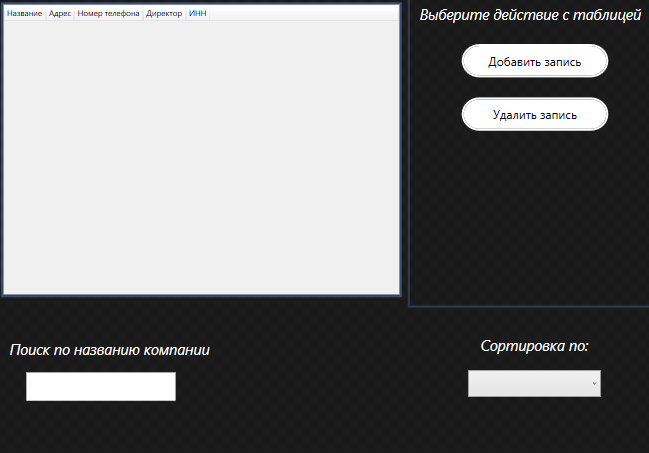 Название Адрес Номер телефона Директор ИНН
Выберите действие с таблицей
Добавить запись
Удалить запись
Поиск по названию компании
Сортировка по: